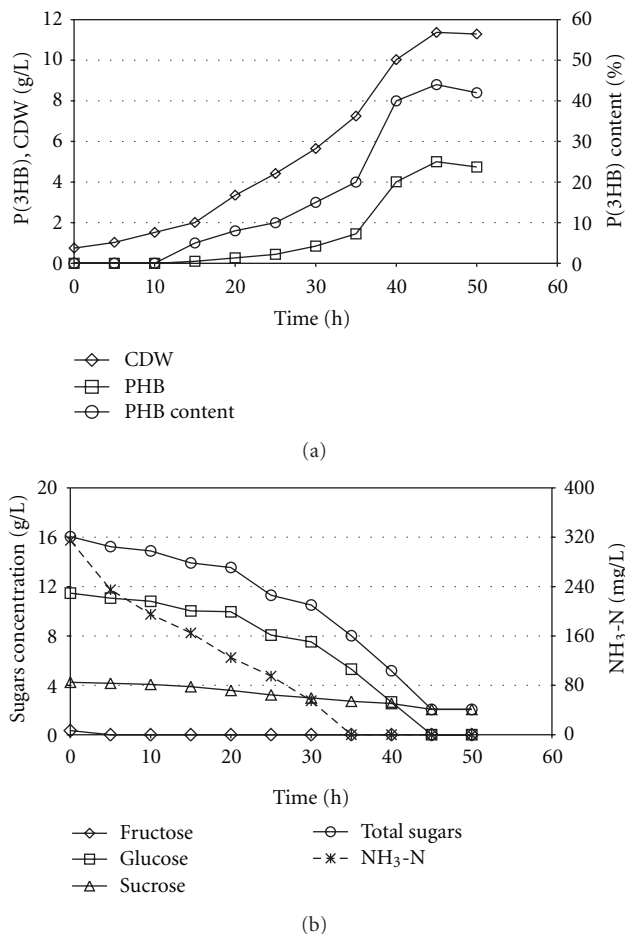 12
10
8
6
4
2
0
P(3HB), CDW (g/L)
60
50
40
30
20
10
0
P(3HB) content (%)
0 10 20 30 40 50 60
Time (h)
CDW
PHB
PHB content
(a)
20
16
12
8
4
0
Sugars concentration (g/L)
400
320
240
160
80
0
NH₃-N (mg/L)
0 10 20 30 40 50 60
Time (h)
Fructose
Glucose
Sucrose
Total sugars
NH₃-N
(b)